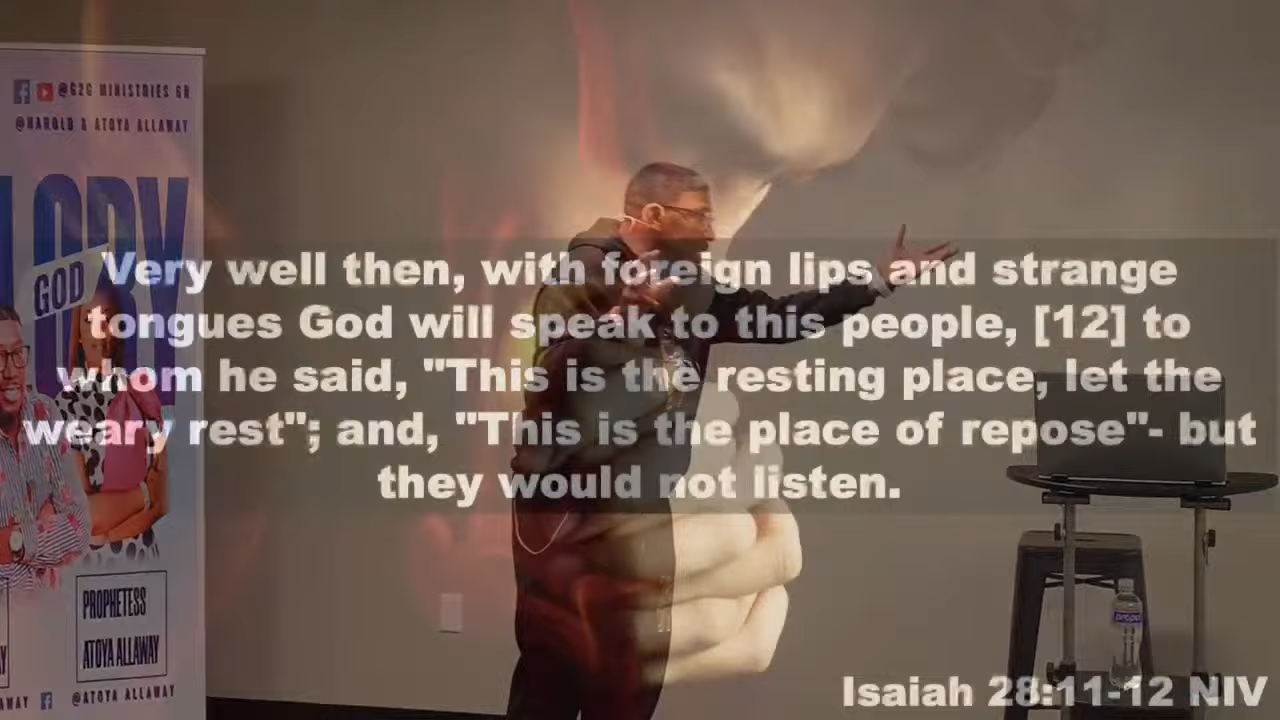 @G2G MINISTRIES GR
@HAROLD & ATOYA ALLAWAY
GOD
Very well then, with foreign lips and strange
tongues God will speak to this people, [12] to
whom he said, "This is the resting place, let the
weary rest"; and, "This is the place of repose"- but
they would not listen.
PROPHETESS
ATOYA ALLAWAY
@ATOYA ALLAWAY
Isaiah 28:11-12 NIV